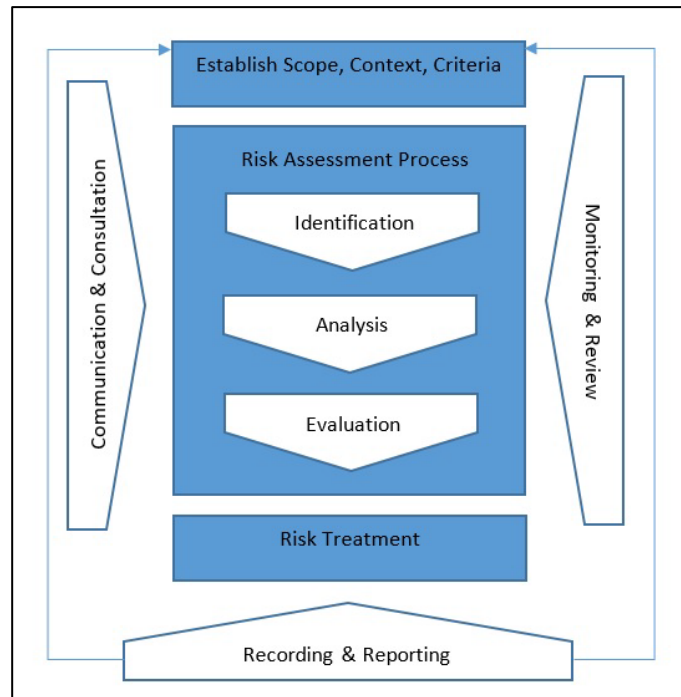 Establish Scope, Context, Criteria
Risk Assessment Process
Identification
Analysis
Evaluation
Risk Treatment
Communication & Consultation
Monitoring & Review
Recording & Reporting